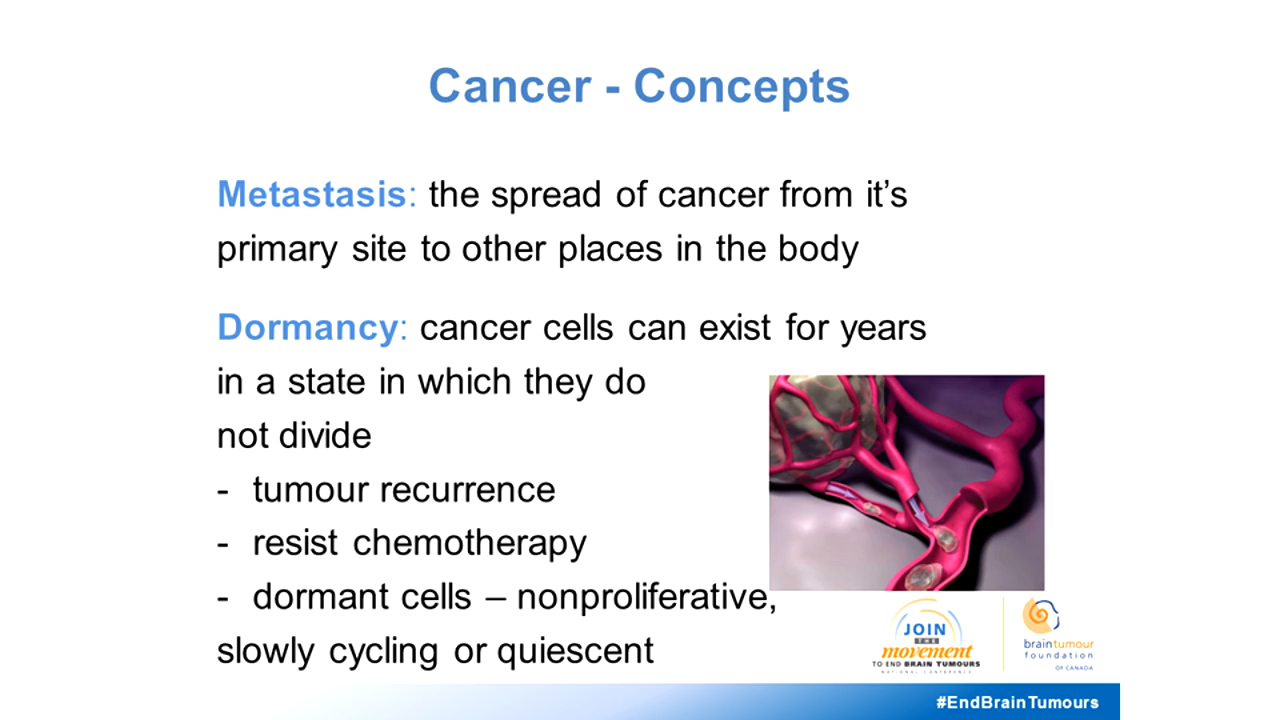 Cancer - Concepts
Metastasis: the spread of cancer from it’s
primary site to other places in the body
Dormancy: cancer cells can exist for years
in a state in which they do
not divide
- tumour recurrence
- resist chemotherapy
- dormant cells – nonproliferative,
slowly cycling or quiescent
JOIN
THE
movement
TO END BRAIN TUMOURS
NATIONAL CONFERENCE
braintumour
foundation
OF CANADA
#EndBrainTumours